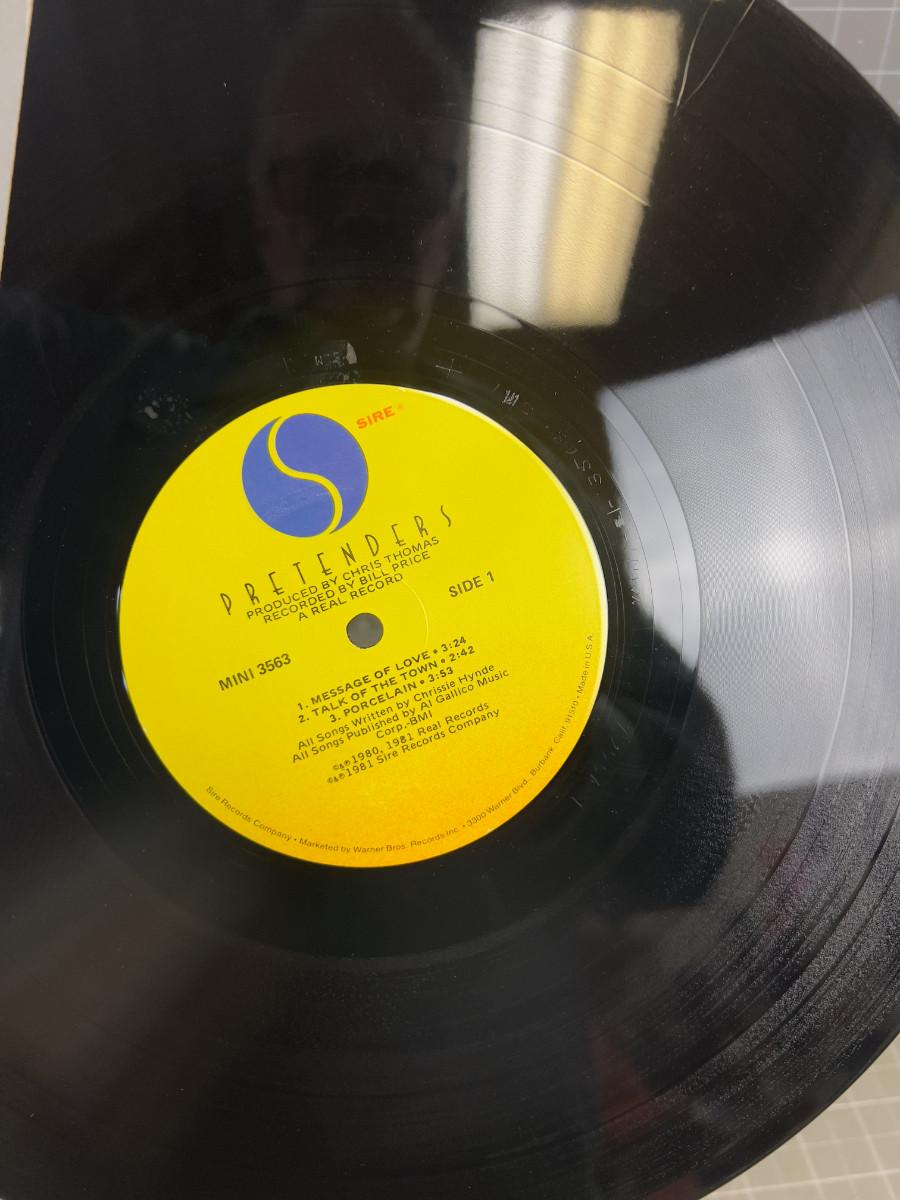 SIRE®
PRETENDERS
PRODUCED BY CHRIS THOMAS
RECORDED BY BILL PRICE
A REAL RECORD
SIDE 1
MINI 3563
1. MESSAGE OF LOVE • 3:24
2. TALK OF THE TOWN • 2:42
3. PORCELAIN • 3:53
All Songs Written by Chrissie Hynde
All Songs Published by Al Gallico Music
Corp.-BMI
©&℗1980, 1981 Real Records
©&℗1981 Sire Records Company
Sire Records Company • Marketed by Warner Bros. Records Inc. • 3300 Warner Blvd., Burbank, Calif. 91510 • Made in U.S.A.